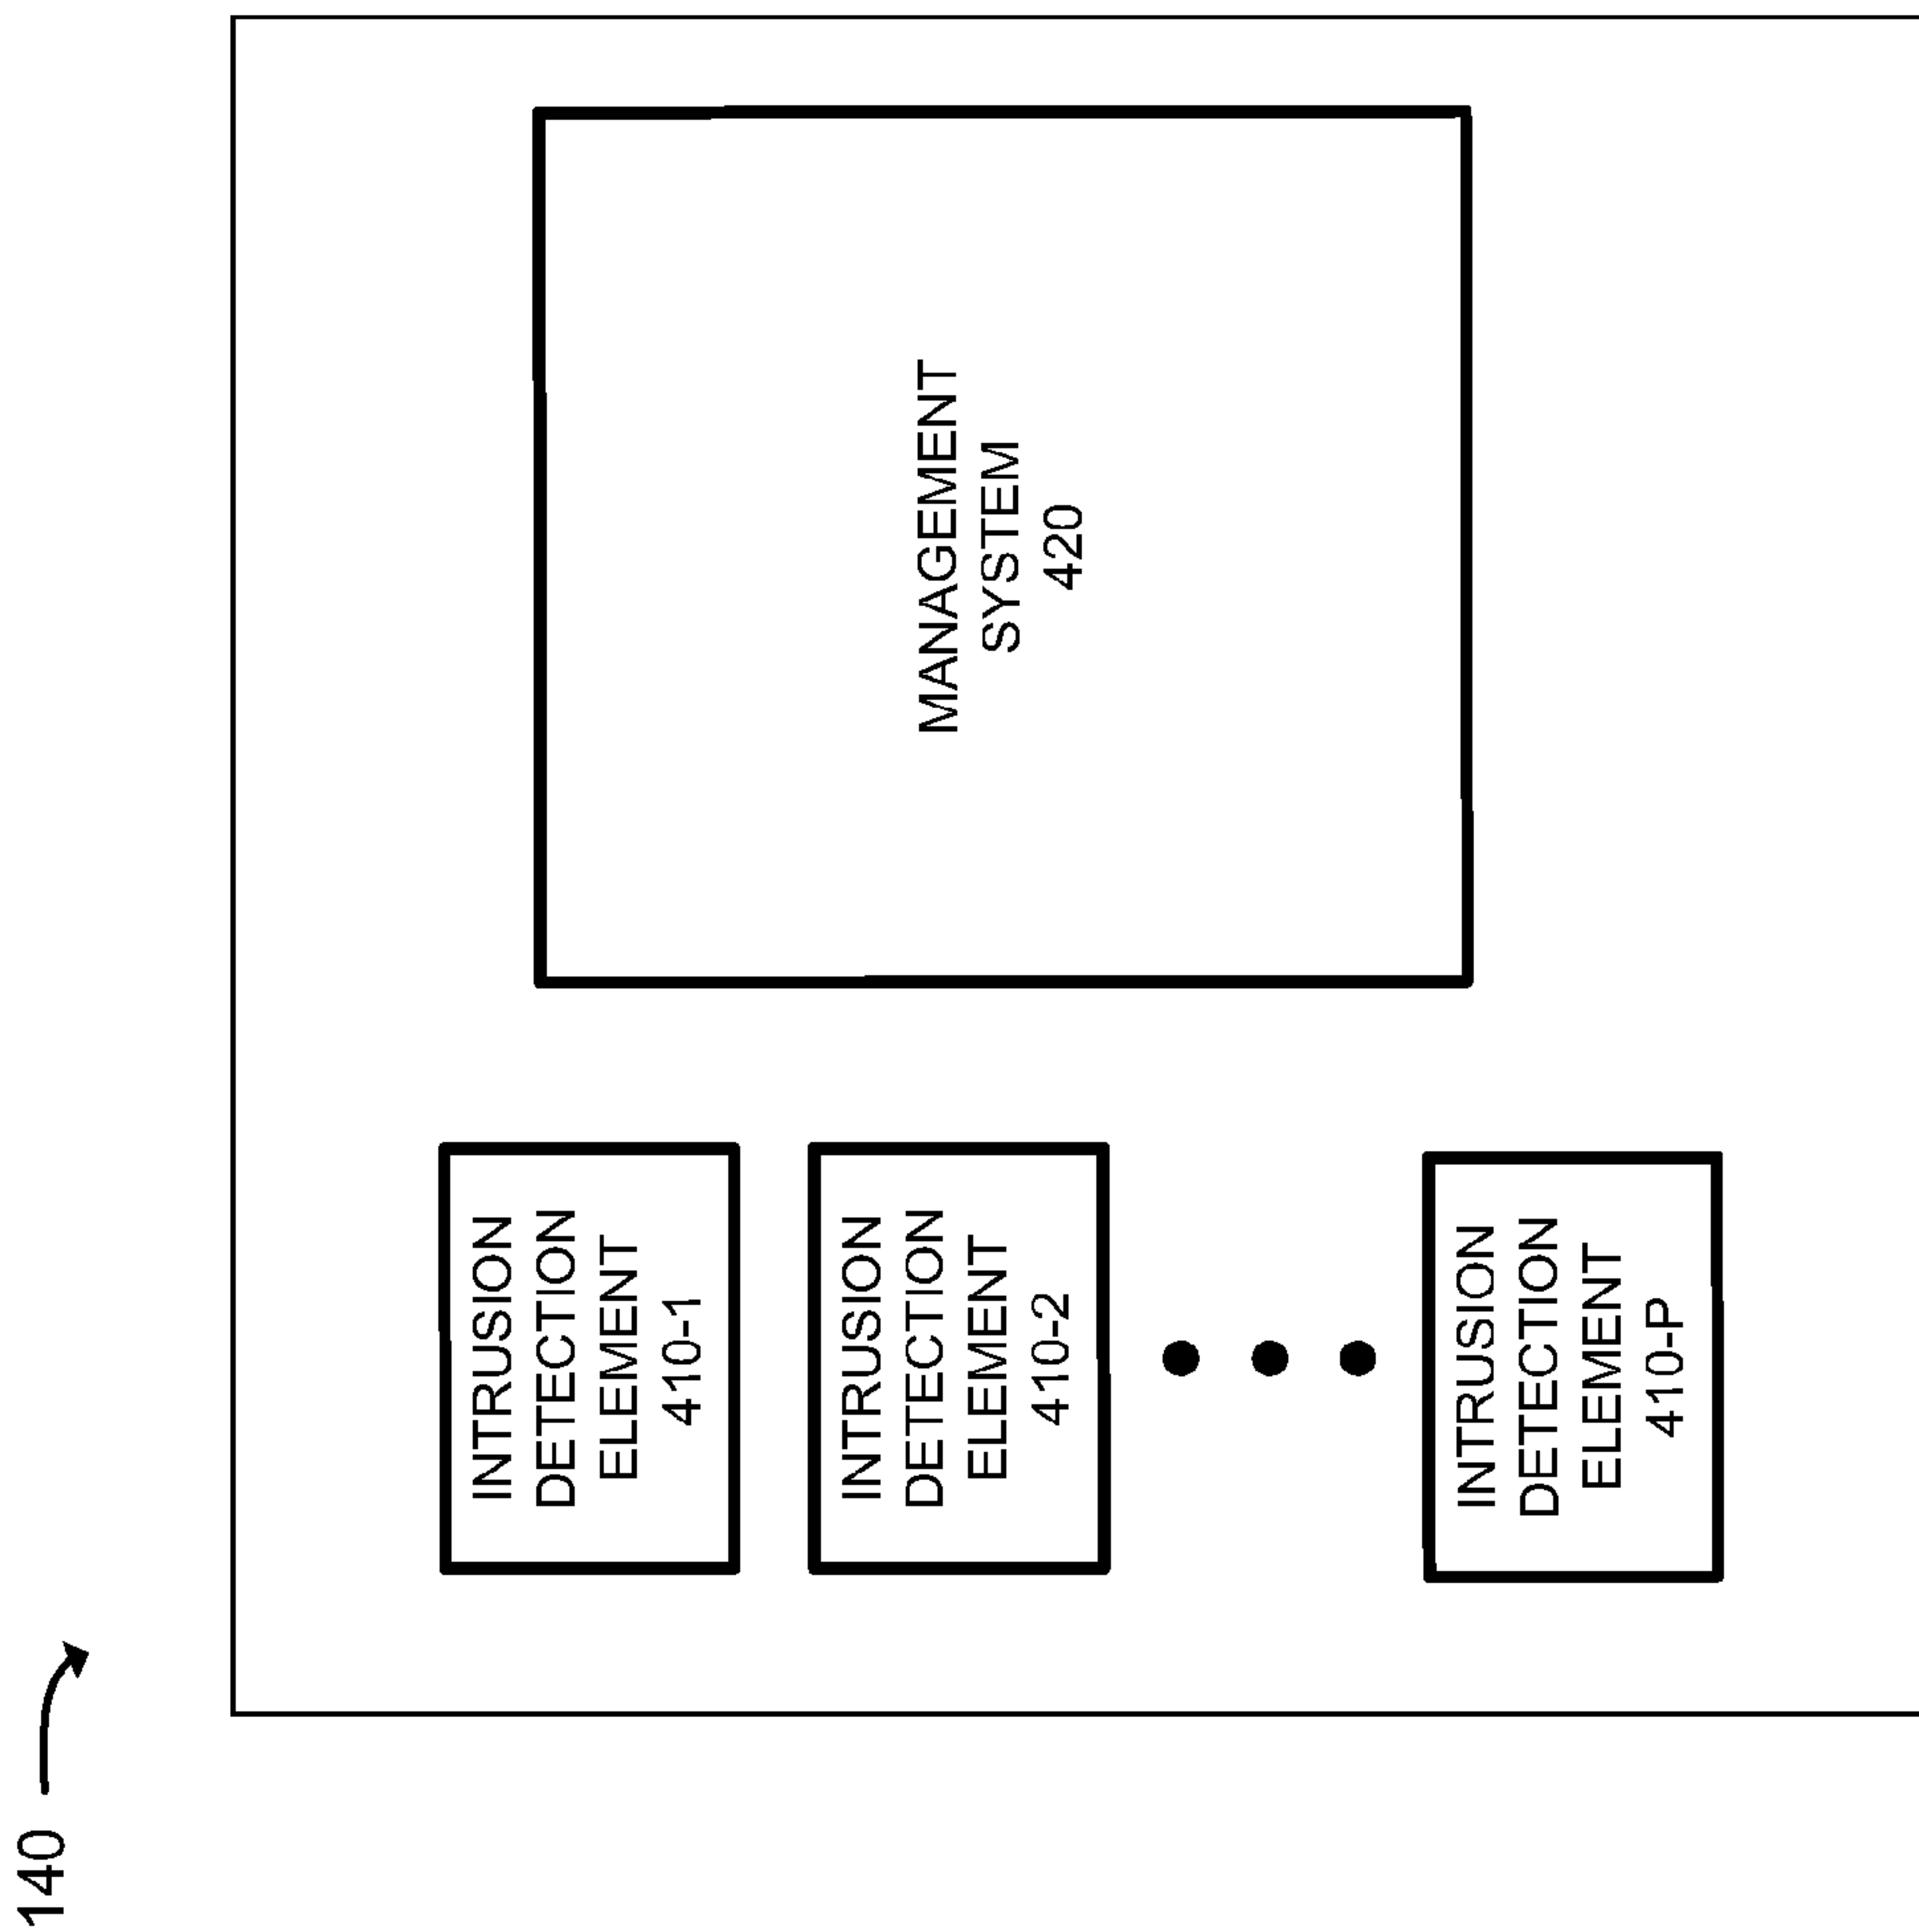 140
INTRUSION
DETECTION
ELEMENT
410-1
INTRUSION
DETECTION
ELEMENT
410-2
INTRUSION
DETECTION
ELEMENT
410-P
MANAGEMENT
SYSTEM
420